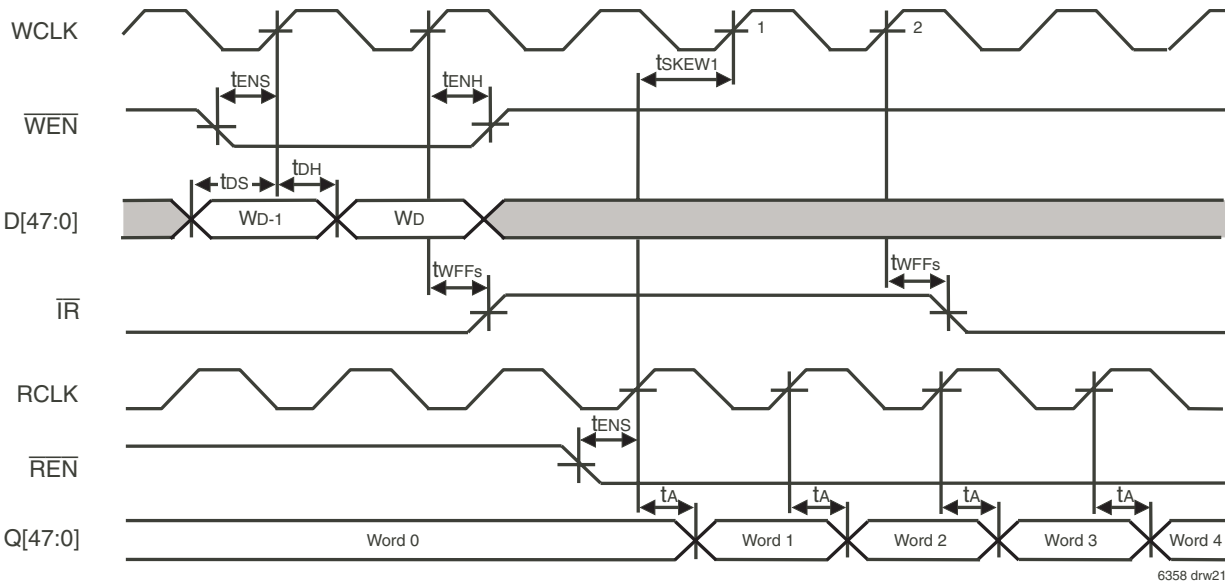 WCLK 1 2
tSKEW1
tENS tENH
WEN
tDS tDH
D[47:0] WD-1 WD
tWFFs tWFFs
IR
RCLK
tENS
REN
tA tA tA tA
Q[47:0] Word 0 Word 1 Word 2 Word 3 Word 4
6358 drw21